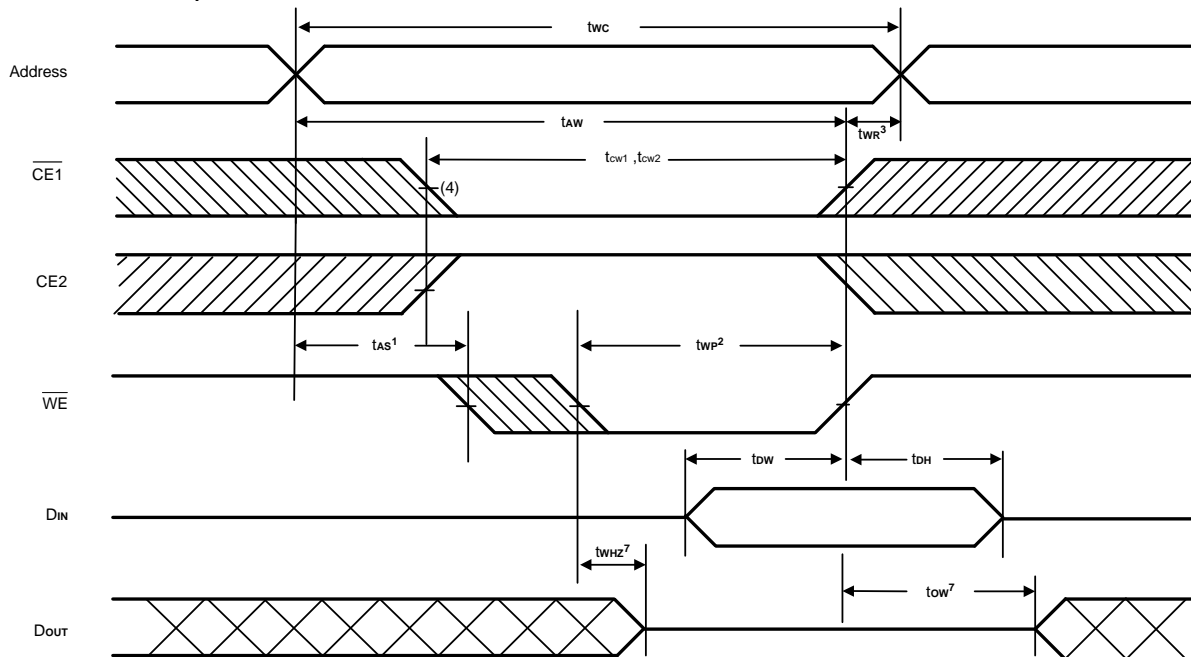 twc
Address
tAW
tWR³
CE1
tcw1 ,tcw2
(4)
CE2
tAS¹
tWP²
WE
tDW
tDH
DIN
tWHZ⁷
tOW⁷
DOUT